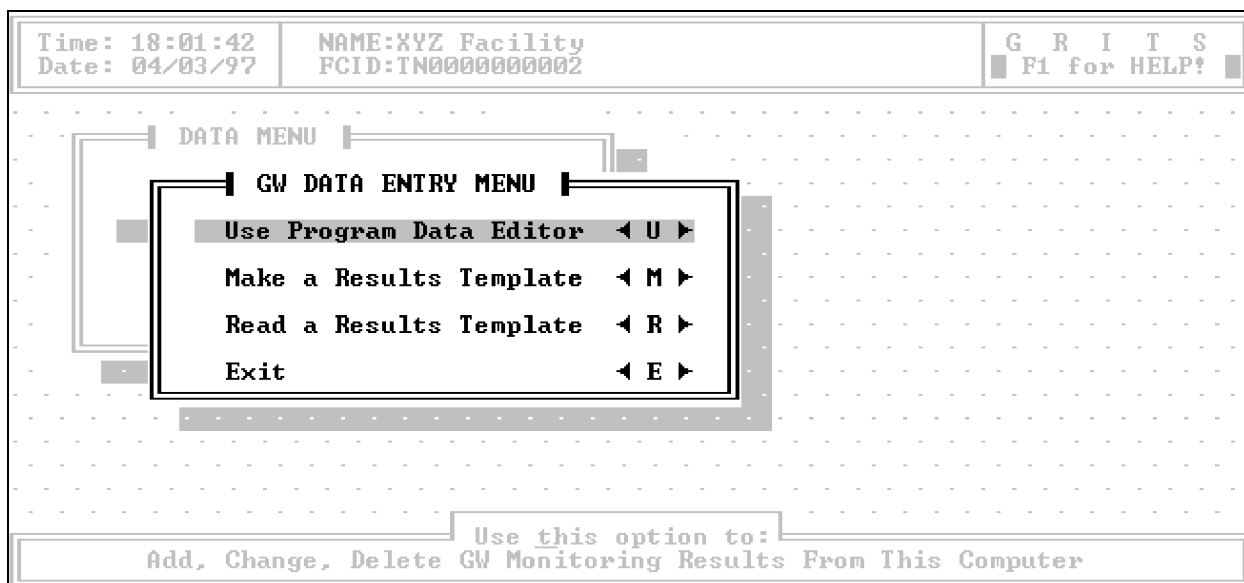 Time: 18:01:42 NAME:XYZ Facility G R I T S
Date: 04/03/97 FCID:TN0000000002 F1 for HELP!
DATA MENU
GW DATA ENTRY MENU
Use Program Data Editor ◄ U ►
Make a Results Template ◄ M ►
Read a Results Template ◄ R ►
Exit ◄ E ►
Use this option to:
Add, Change, Delete GW Monitoring Results From This Computer